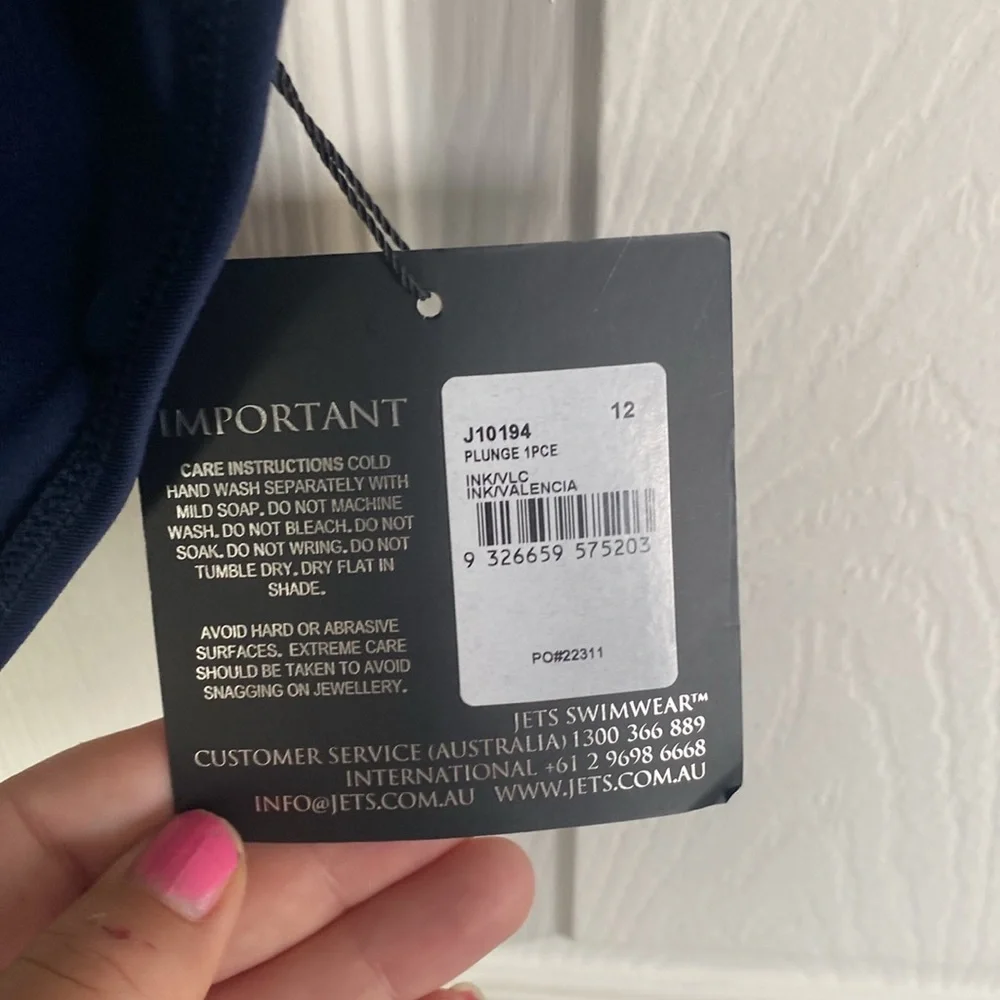 IMPORTANT
CARE INSTRUCTIONS COLD
HAND WASH SEPARATELY WITH
MILD SOAP. DO NOT MACHINE
WASH. DO NOT BLEACH. DO NOT
SOAK. DO NOT WRING. DO NOT
TUMBLE DRY. DRY FLAT IN
SHADE.
AVOID HARD OR ABRASIVE
SURFACES. EXTREME CARE
SHOULD BE TAKEN TO AVOID
SNAGGING ON JEWELLERY.
12
J10194
PLUNGE 1PCE
INK/VLC
INK/VALENCIA
9 326659 575203
PO#22311
JETS SWIMWEAR™
CUSTOMER SERVICE (AUSTRALIA) 1300 366 889
INTERNATIONAL +61 2 9698 6668
INFO@JETS.COM.AU WWW.JETS.COM.AU